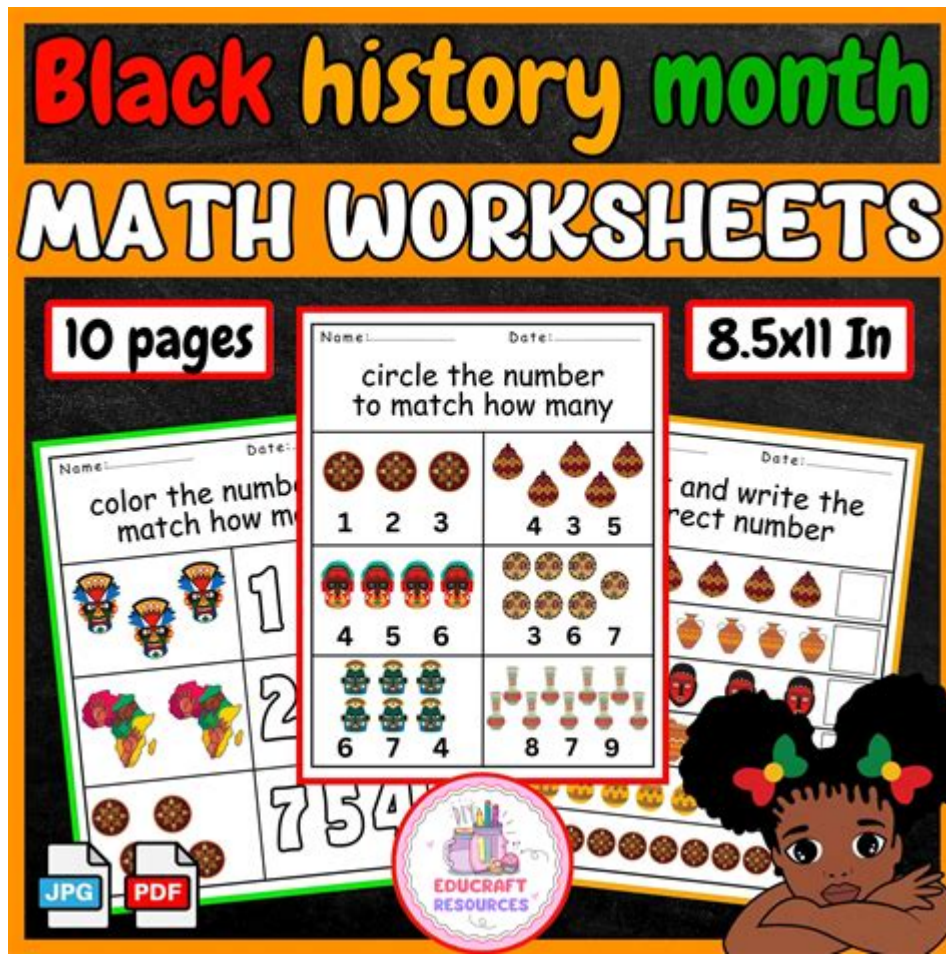 Black history month
MATH WORKSHEETS
10 pages
8.5x11 In
Name:
Date:
circle the number
to match how many
1 2 3
4 3 5
4 5 6
3 6 7
6 7 4
8 7 9
Name:
Date:
color the
match how
1
2
7 5 4
Date:
and write the
number
JPG
PDF
DIY
EDUCRAFT
RESOURCES